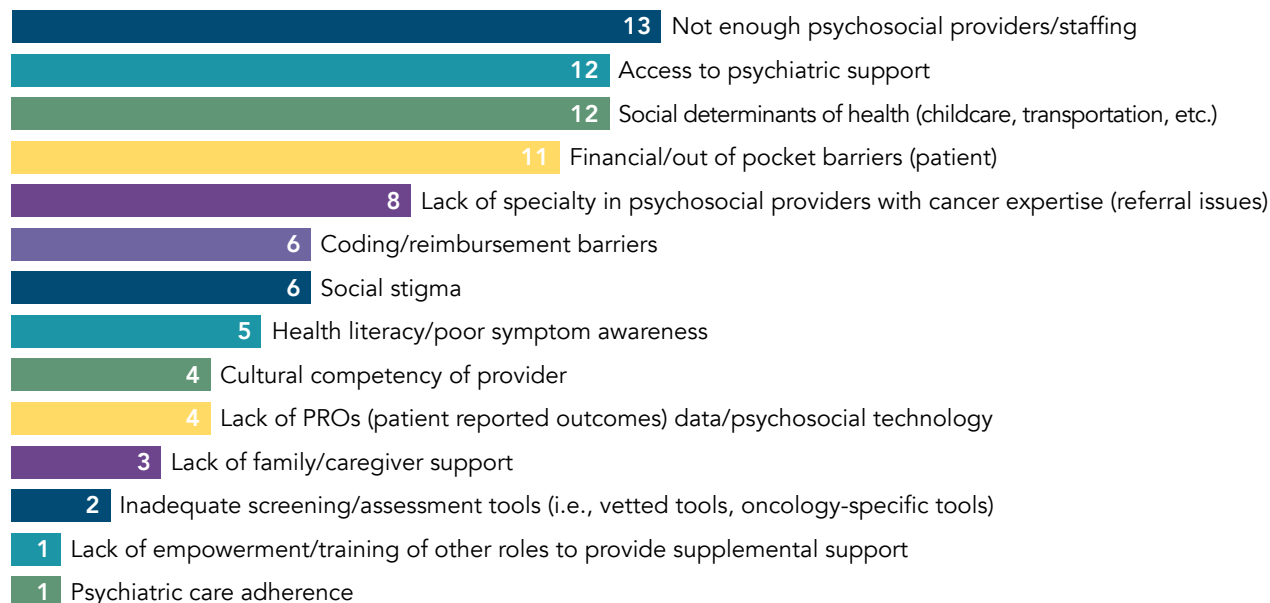 13 Not enough psychosocial providers/staffing
12 Access to psychiatric support
12 Social determinants of health (childcare, transportation, etc.)
11 Financial/out of pocket barriers (patient)
8 Lack of specialty in psychosocial providers with cancer expertise (referral issues)
6 Coding/reimbursement barriers
6 Social stigma
5 Health literacy/poor symptom awareness
4 Cultural competency of provider
4 Lack of PROs (patient reported outcomes) data/psychosocial technology
3 Lack of family/caregiver support
2 Inadequate screening/assessment tools (i.e., vetted tools, oncology-specific tools)
1 Lack of empowerment/training of other roles to provide supplemental support
1 Psychiatric care adherence